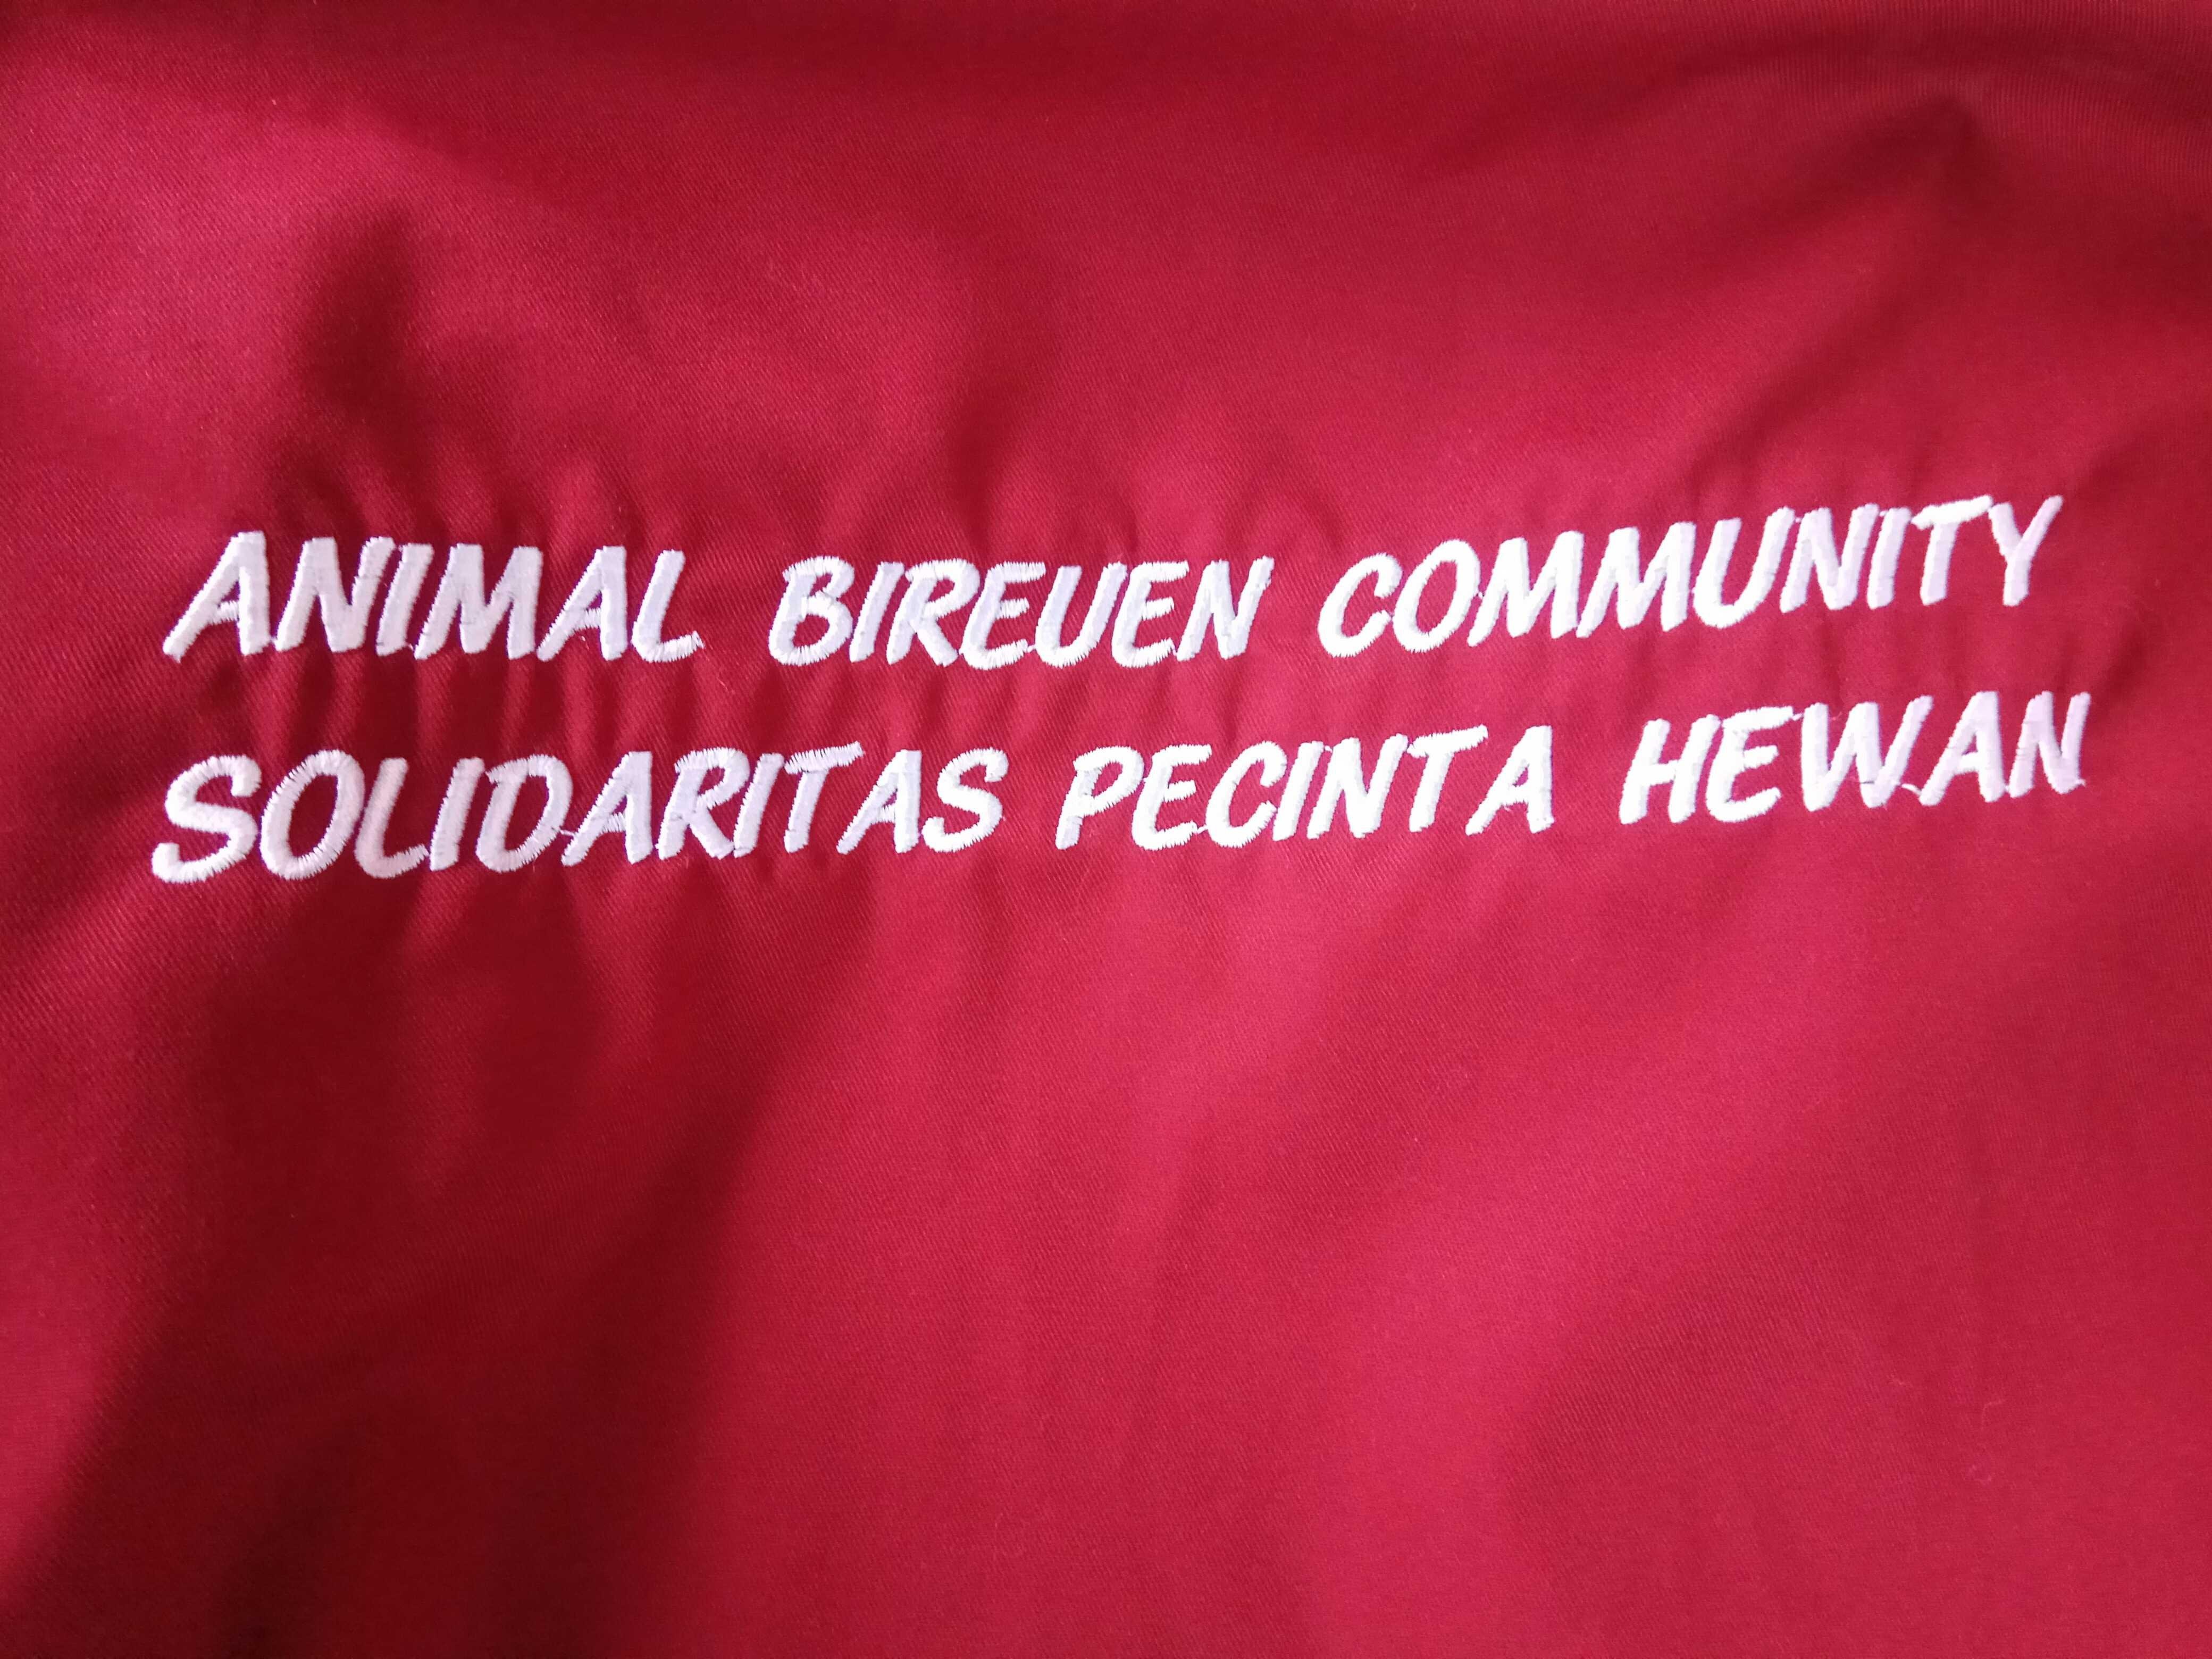 ANIMAL BIREUEN COMMUNITY
SOLIDARITAS PECINTA HEWAN